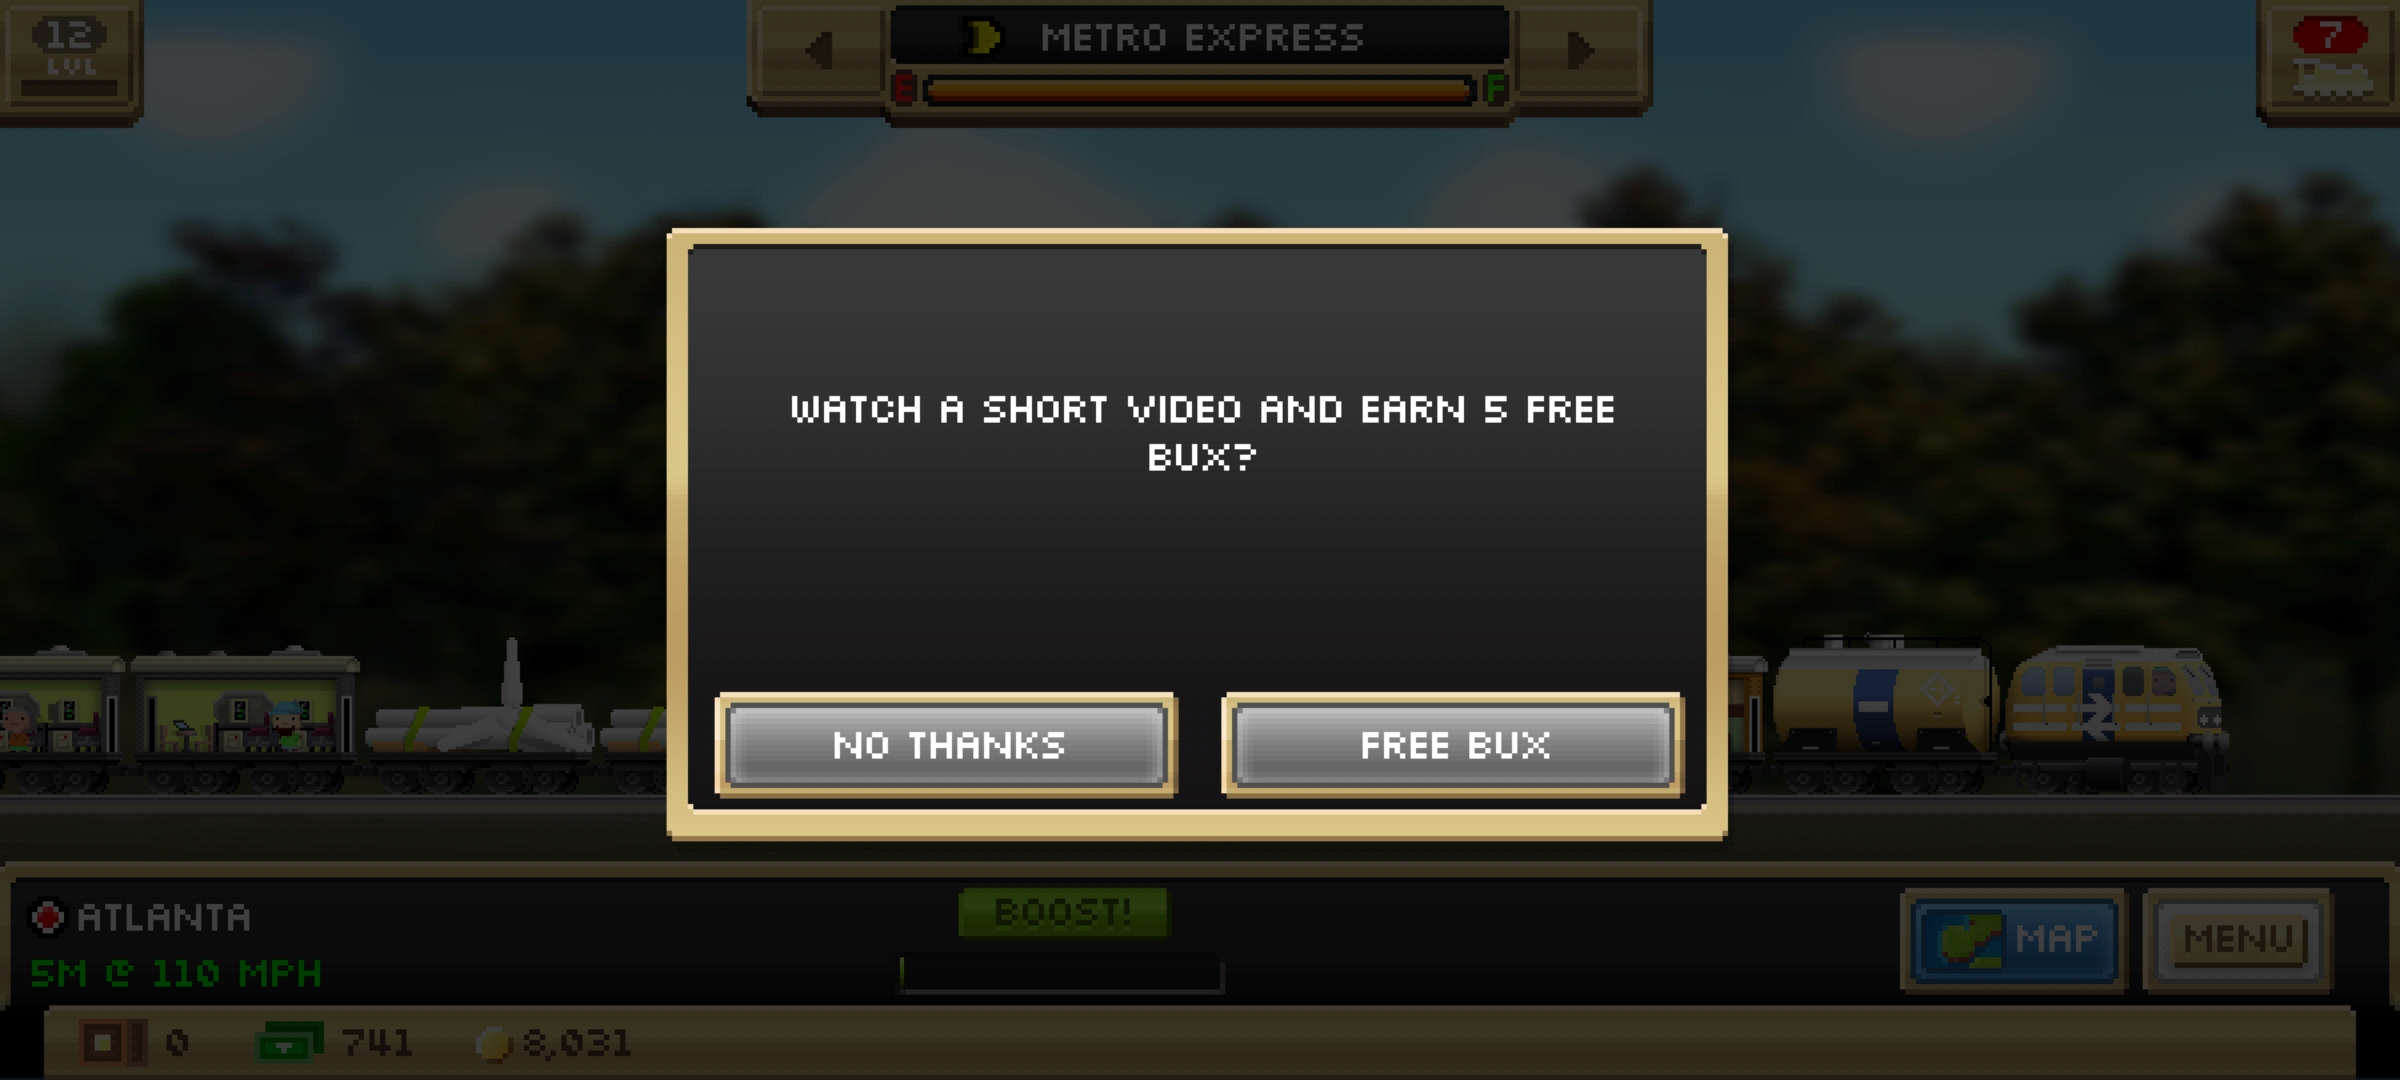 12
LVL
METRO EXPRESS
E F
7
WATCH A SHORT VIDEO AND EARN 5 FREE
BUX?
NO THANKS
FREE BUX
ATLANTA
5M @ 110 MPH
BOOST!
MAP
MENU
0
741
8,031